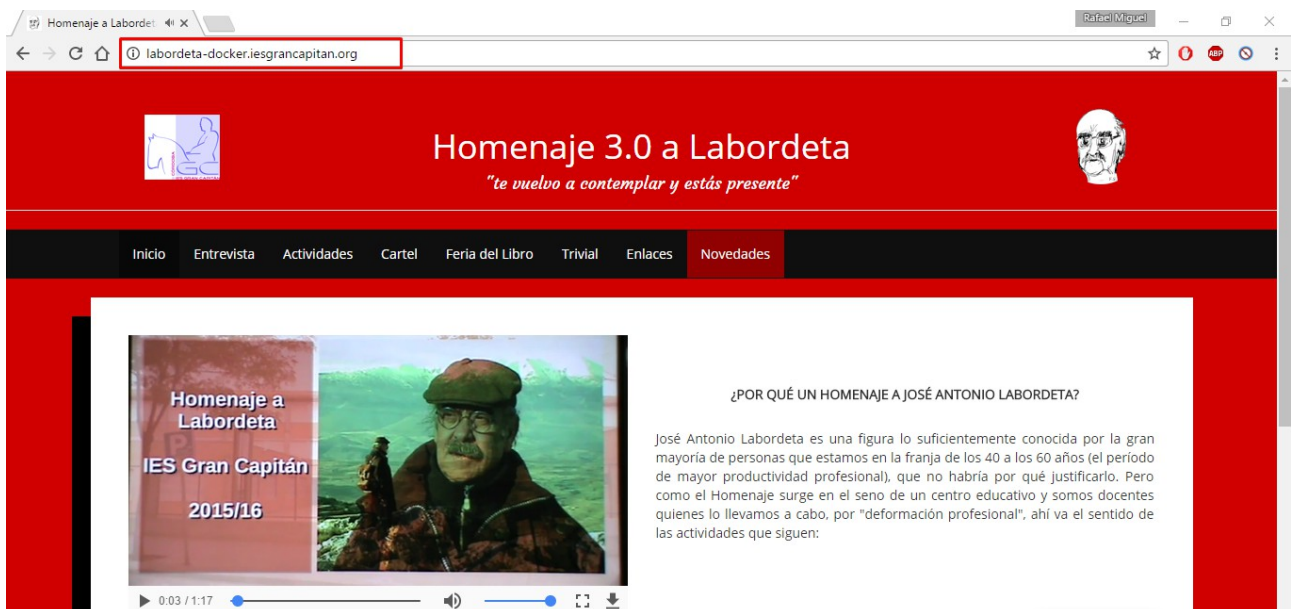 Homenaje a Labordet
Rafael Miguel
labordeta-docker.iesgrancapitan.org
ABP
Homenaje 3.0 a Labordeta
"te vuelvo a contemplar y estás presente"
Inicio Entrevista Actividades Cartel Feria del Libro Trivial Enlaces Novedades
Homenaje a
Labordeta
IES Gran Capitán
2015/16
0:03 / 1:17
¿POR QUÉ UN HOMENAJE A JOSÉ ANTONIO LABORDETA?
José Antonio Labordeta es una figura lo suficientemente conocida por la gran
mayoría de personas que estamos en la franja de los 40 a los 60 años (el período
de mayor productividad profesional), que no habría por qué justificarlo. Pero
como el Homenaje surge en el seno de un centro educativo y somos docentes
quienes lo llevamos a cabo, por "deformación profesional", ahí va el sentido de
las actividades que siguen: